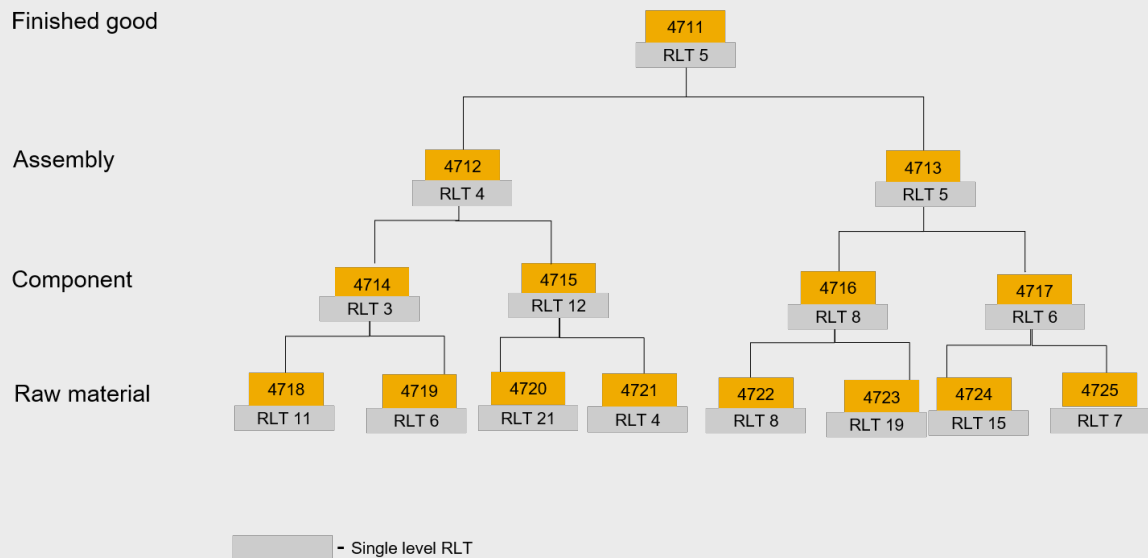 Finished good
4711
RLT 5
Assembly
4712
RLT 4
4713
RLT 5
Component
4714
RLT 3
4715
RLT 12
4716
RLT 8
4717
RLT 6
Raw material
4718
RLT 11
4719
RLT 6
4720
RLT 21
4721
RLT 4
4722
RLT 8
4723
RLT 19
4724
RLT 15
4725
RLT 7
- Single level RLT